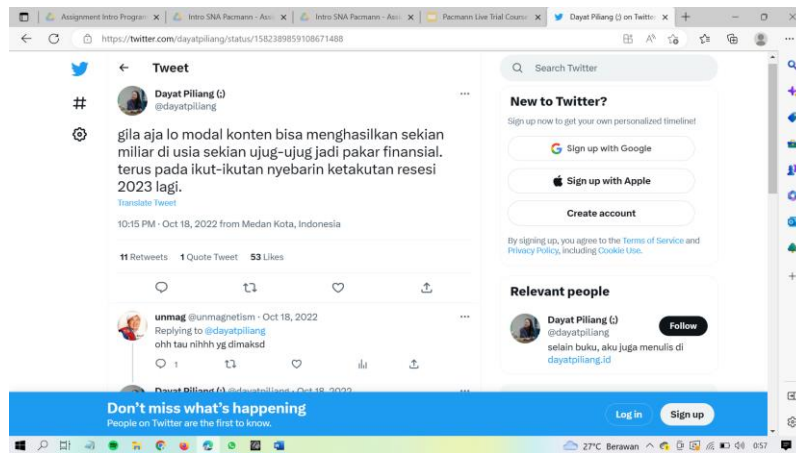 Assignment Intro Program
Intro SNA Pacmann - Assi
Intro SNA Pacmann - Assi
Pacmann Live Trial Course
Dayat Piliang (;) on Twitter
https://twitter.com/dayatpiliang/status/1582389859108671488
Tweet
Dayat Piliang (;)
@dayatpiliang
gila aja lo modal konten bisa menghasilkan sekian
miliar di usia sekian ujug-ujug jadi pakar finansial.
terus pada ikut-ikutan nyebarin ketakutan resesi
2023 lagi.
Translate Tweet
10:15 PM · Oct 18, 2022 from Medan Kota, Indonesia
11 Retweets 1 Quote Tweet 53 Likes
unmag @unmagnetism · Oct 18, 2022
Replying to @dayatpiliang
ohh tau nihhh yg dimaksd
1
Dayat Piliang (;) @dayatpiliang · Oct 18, 2022
Search Twitter
New to Twitter?
Sign up now to get your own personalized timeline!
Sign up with Google
Sign up with Apple
Create account
By signing up, you agree to the Terms of Service and
Privacy Policy, including Cookie Use.
Relevant people
Dayat Piliang (;)
@dayatpiliang
Follow
selain buku, aku juga menulis di
dayatpiliang.id
Don't miss what's happening
People on Twitter are the first to know.
Log in
Sign up
27°C Berawan
0:57